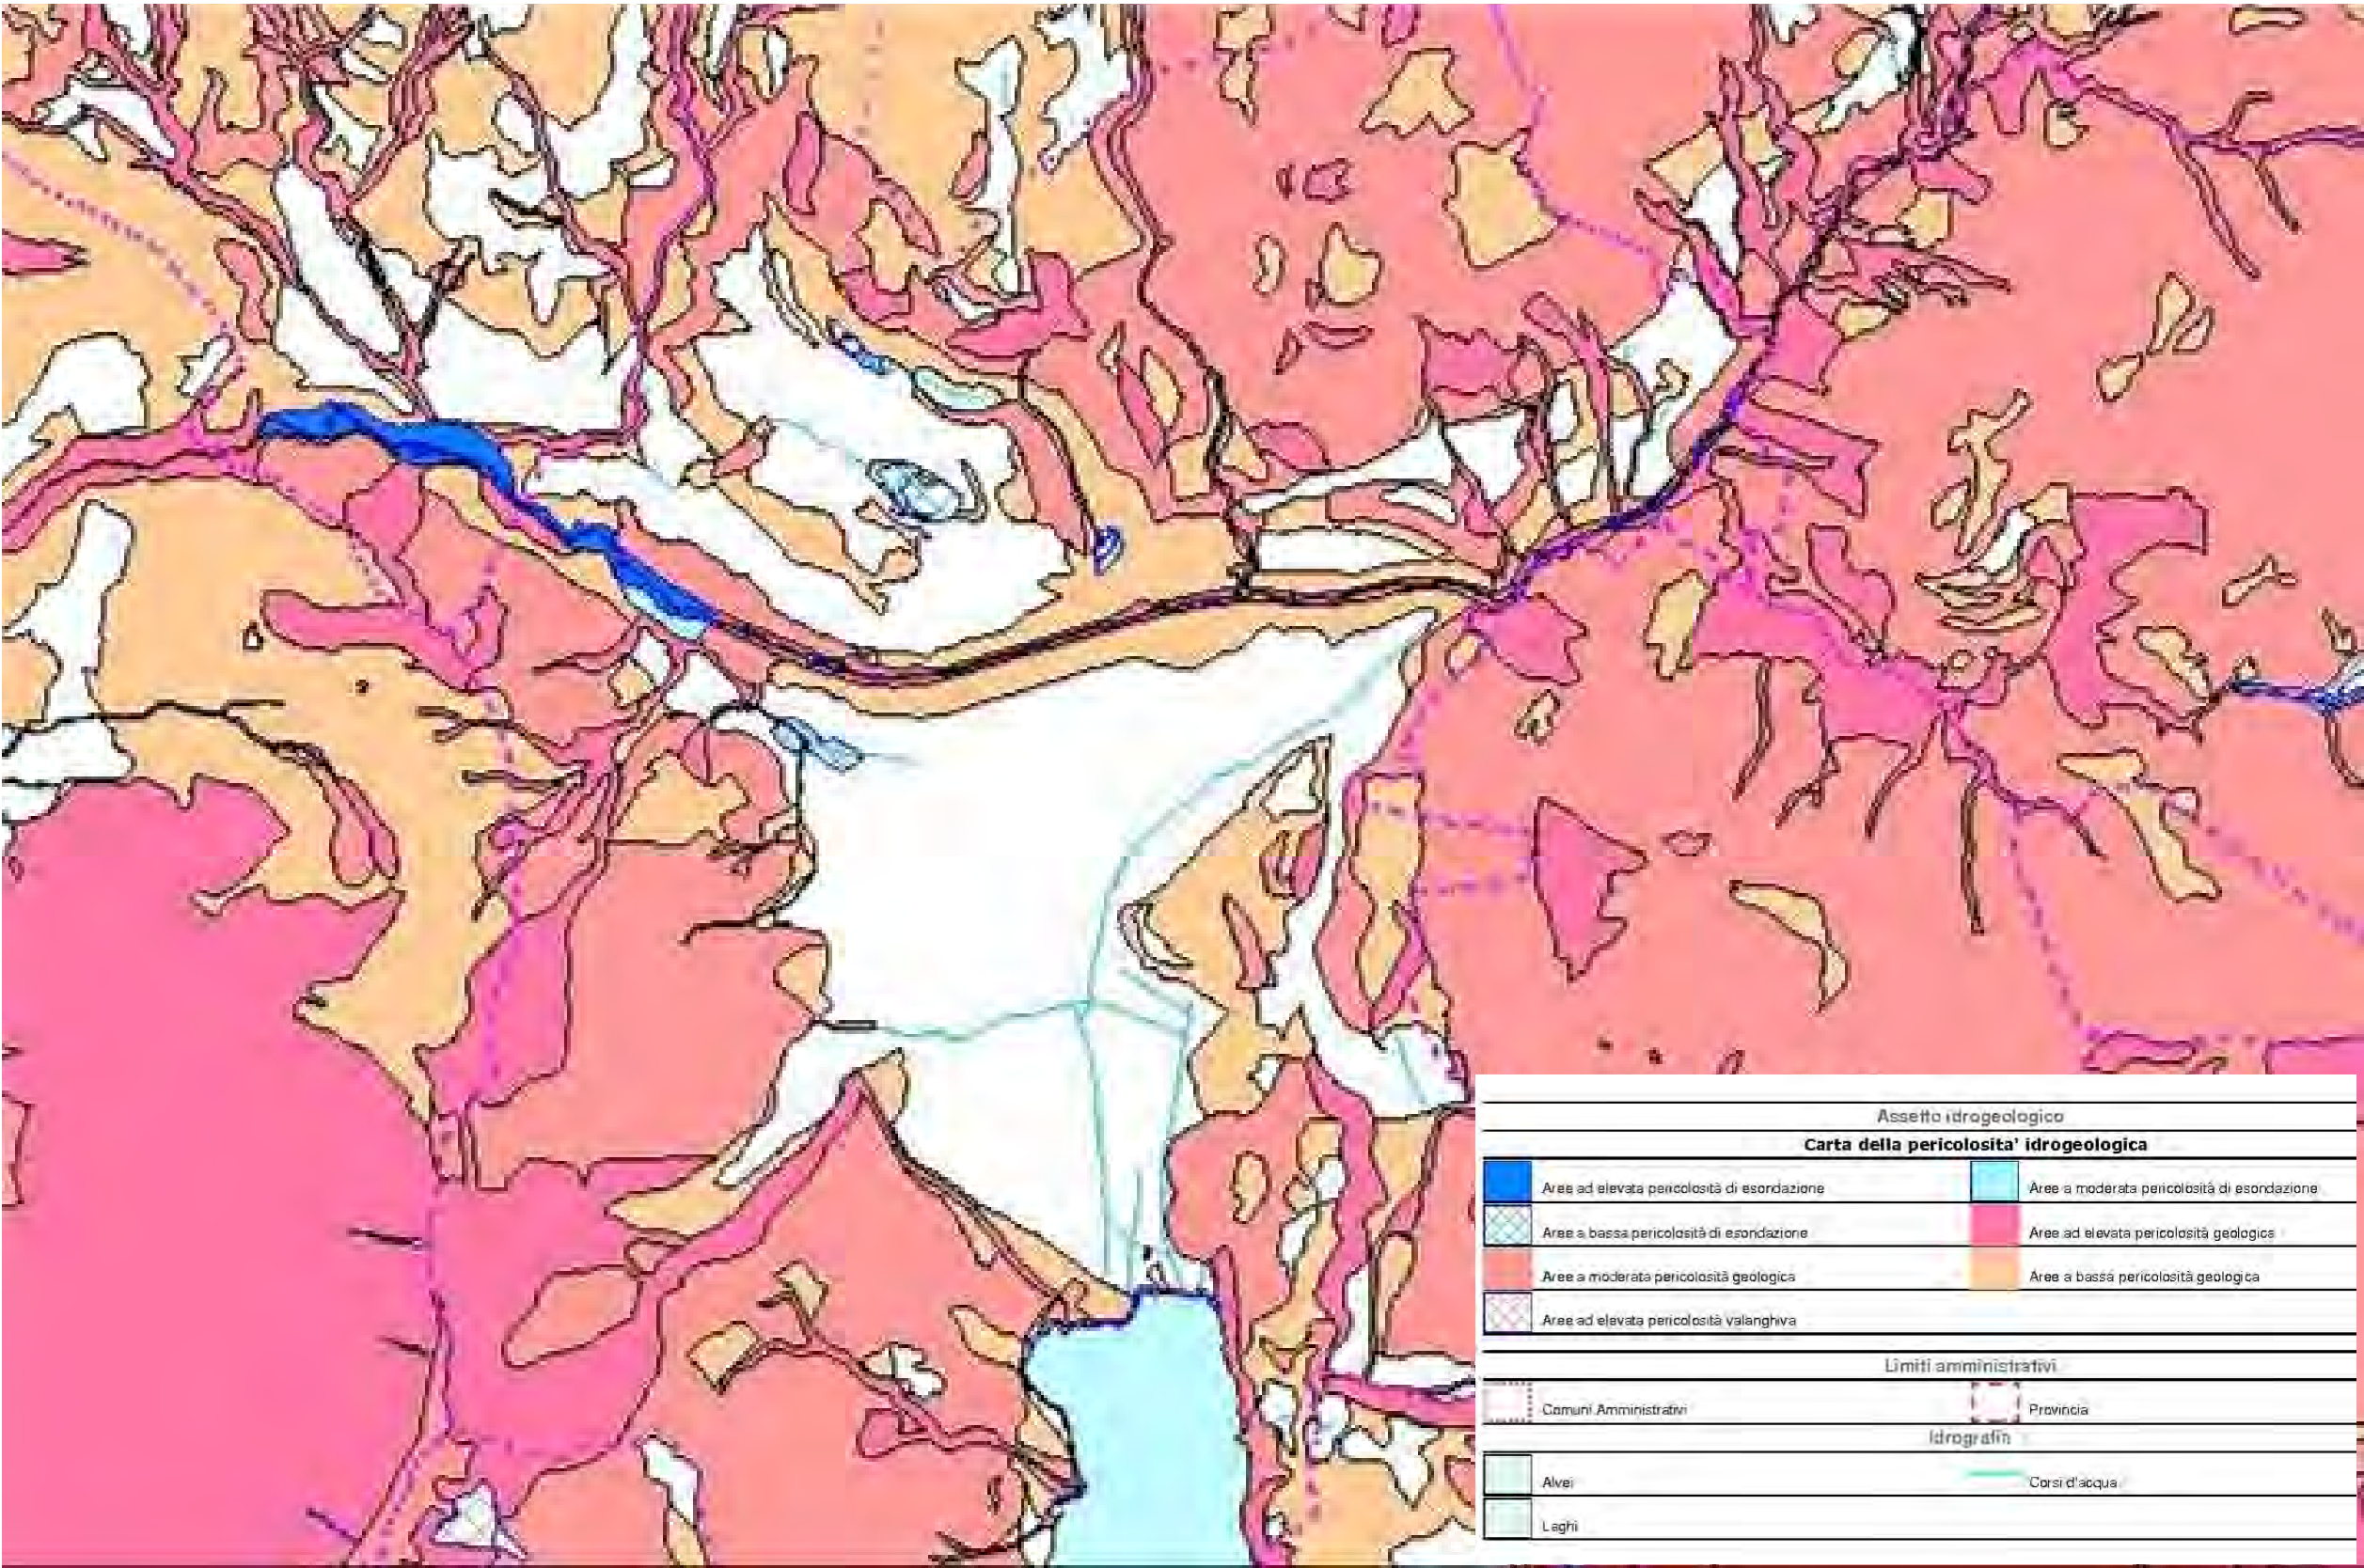 Assetto idrogeologico
Carta della pericolosita' idrogeologica
Aree ad elevata pericolosità di esondazione
Aree a moderata pericolosità di esondazione
Aree a bassa pericolosità di esondazione
Aree ad elevata pericolosità geologica
Aree a moderata pericolosità geologica
Aree a bassa pericolosità geologica
Aree ad elevata pericolosità valanghiva
Limiti amministrativi
Comuni Amministrativi
Provincia
Idrografin
Alvei
Corsi d'acqua
Laghi